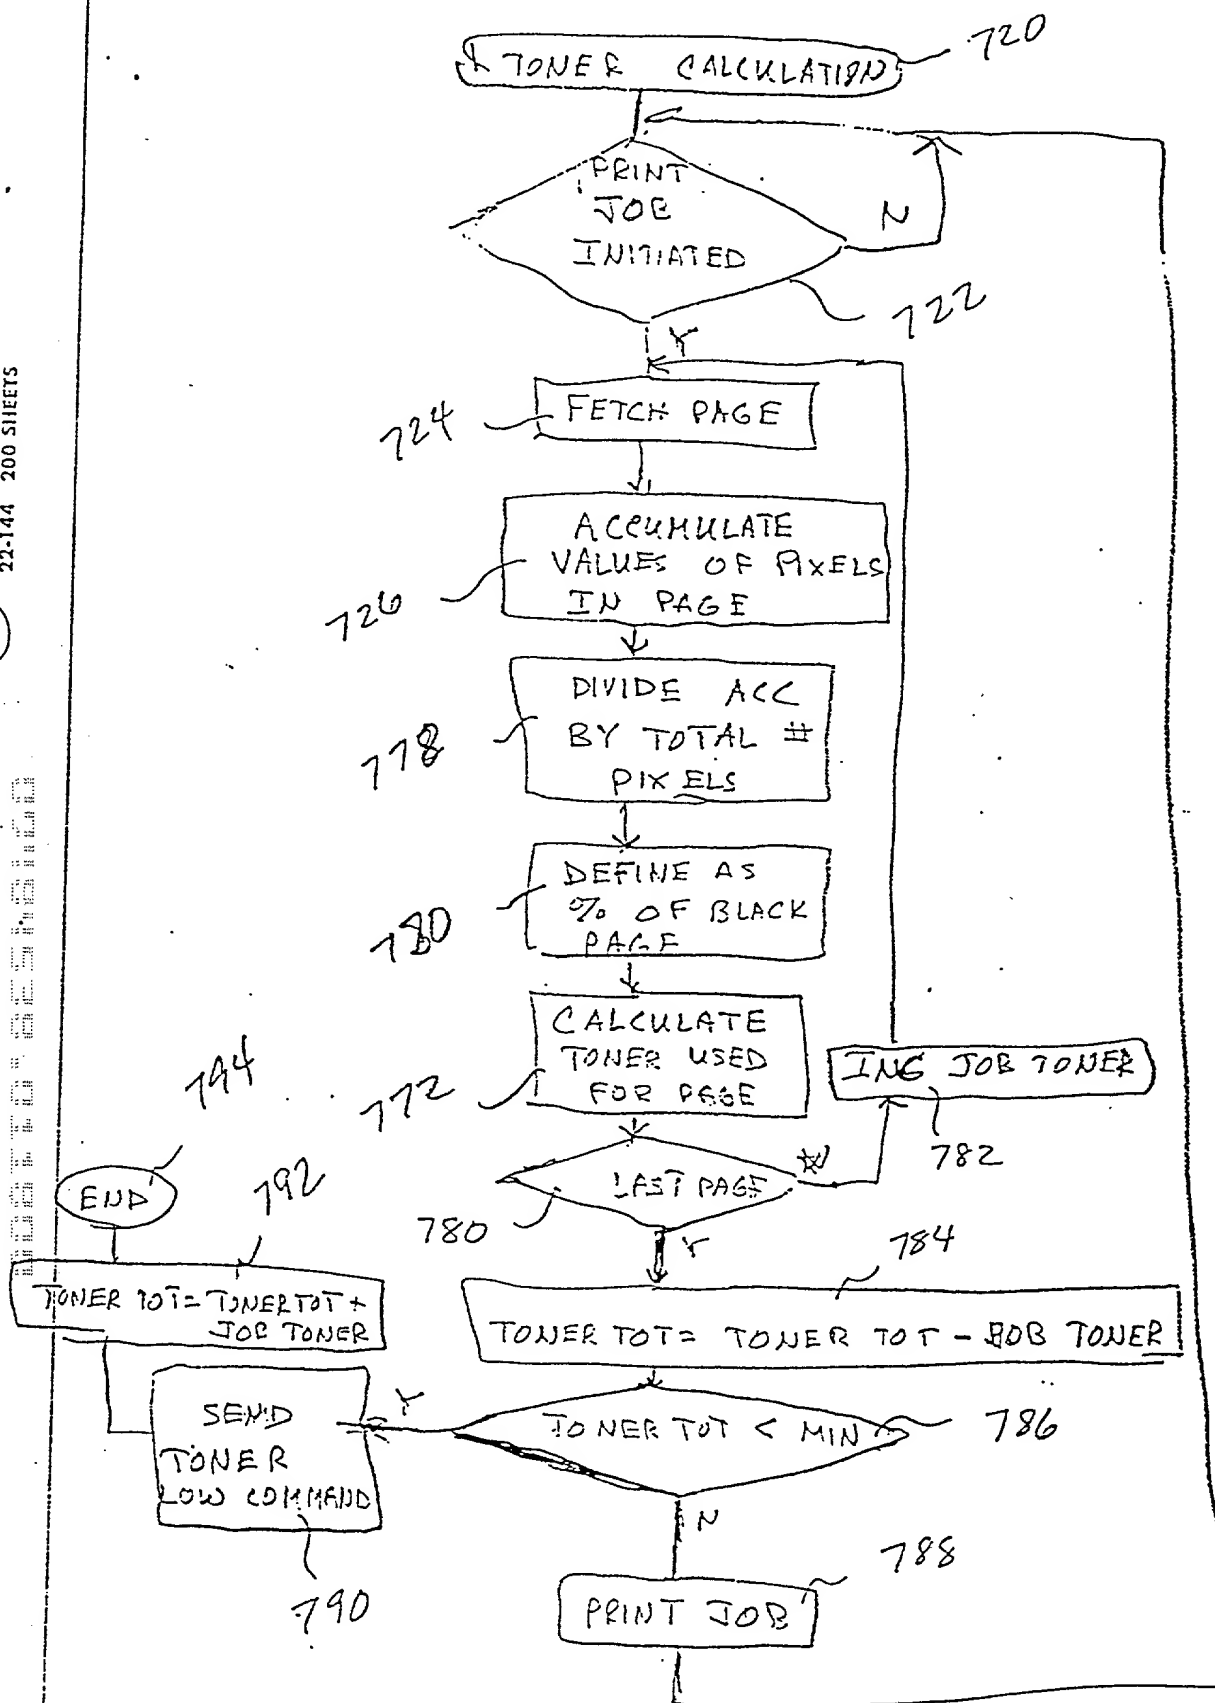 TONER CALCULATION
720
PRINT
JOB
INITIATED
N
722
Y
FETCH PAGE
724
ACCUMULATE
VALUES OF PIXELS
IN PAGE
726
DIVIDE ACC
BY TOTAL #
PIXELS
778
DEFINE AS
% OF BLACK
PAGE
780
CALCULATE
TONER USED
FOR PAGE
772
ING JOB TONER
782
LAST PAGE
780
Y
794
END
792
TONER TOT = TONER TOT +
JOB TONER
784
TONER TOT = TONER TOT - JOB TONER
TONER TOT < MIN
786
Y
SEND
TONER
LOW COMMAND
790
N
788
PRINT JOB
22-144 200 SHEETS